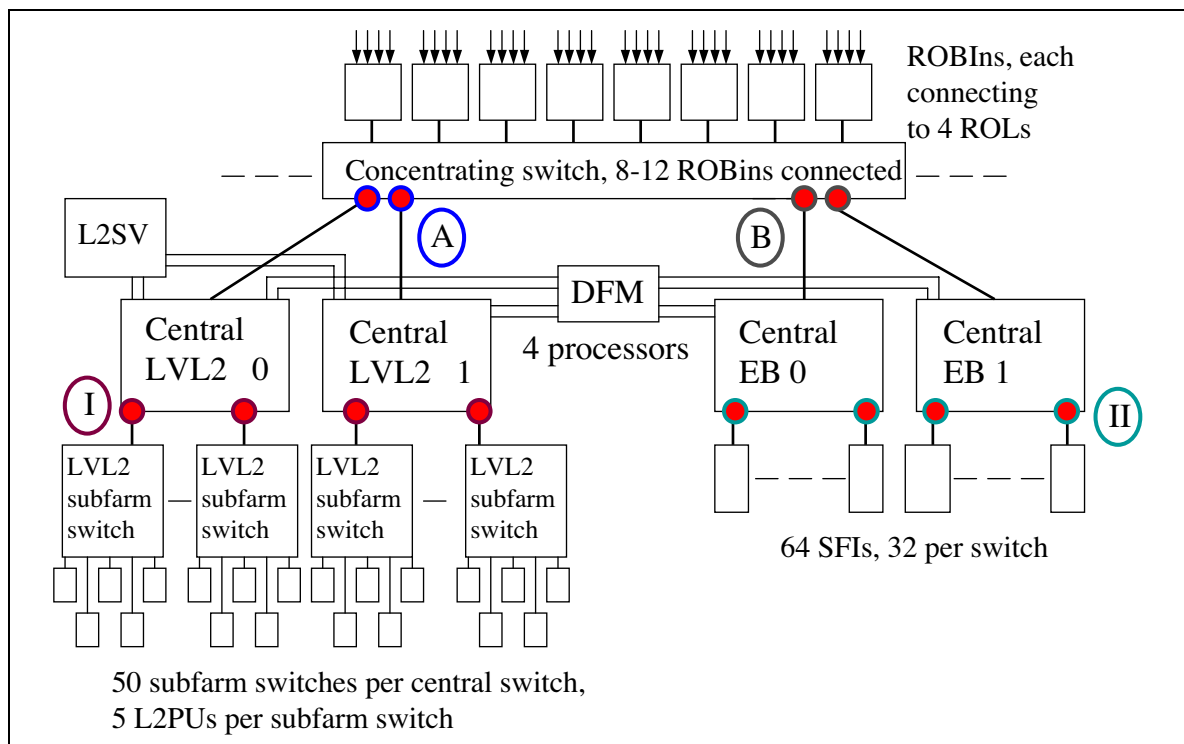 ROBIns, each
connecting
to 4 ROLs
Concentrating switch, 8-12 ROBins connected
L2SV
A
B
DFM
4 processors
Central
LVL2 0
Central
LVL2 1
Central
EB 0
Central
EB 1
I
II
LVL2
subfarm
switch
LVL2
subfarm
switch
LVL2
subfarm
switch
LVL2
subfarm
switch
64 SFIs, 32 per switch
50 subfarm switches per central switch,
5 L2PUs per subfarm switch